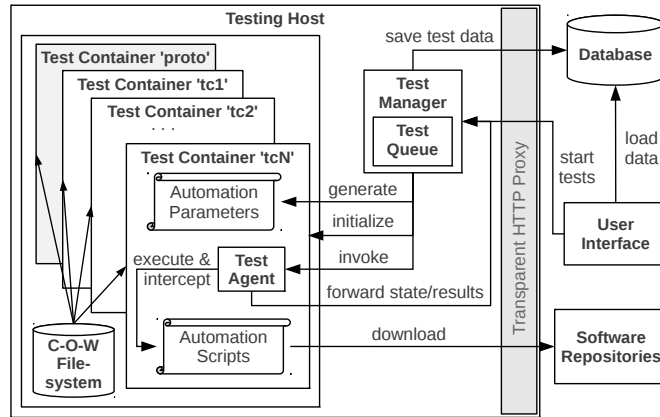 Testing Host
Test Container 'proto'
Test Container 'tc1'
Test Container 'tc2'
. . .
Test Container 'tcN'
Automation
Parameters
execute &
intercept
Test
Agent
Automation
Scripts
C-O-W
File-
system
Test
Manager
Test
Queue
generate
initialize
invoke
forward state/results
download
save test data
Transparent HTTP Proxy
Database
load
data
start
tests
User
Interface
Software
Repositories